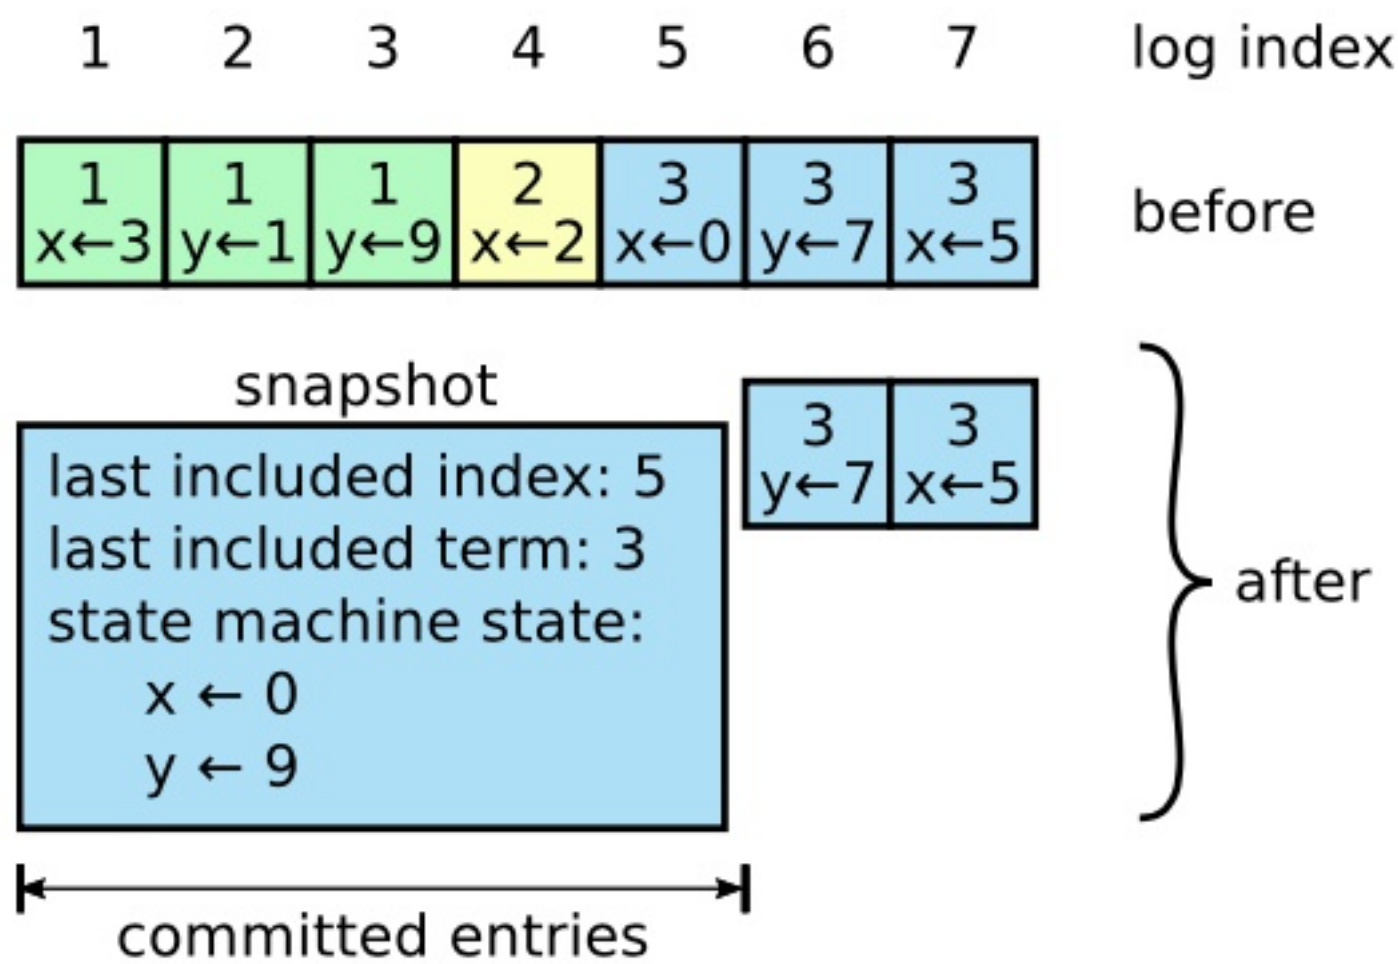 1 2 3 4 5 6 7 log index
1 1 1 2 3 3 3
x←3 y←1 y←9 x←2 x←0 y←7 x←5
before
snapshot
3 3
y←7 x←5
last included index: 5
last included term: 3
state machine state:
x ← 0
y ← 9
after
committed entries